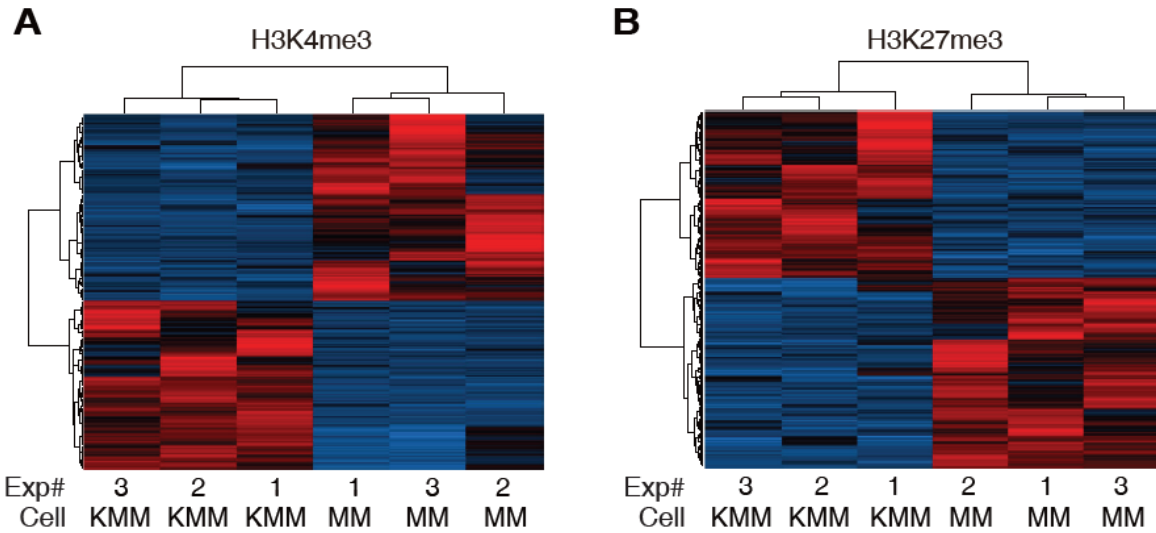 A
H3K4me3
Exp# 3 2 1 1 3 2
Cell KMM KMM KMM MM MM MM
B
H3K27me3
Exp# 3 2 1 2 1 3
Cell KMM KMM KMM MM MM MM